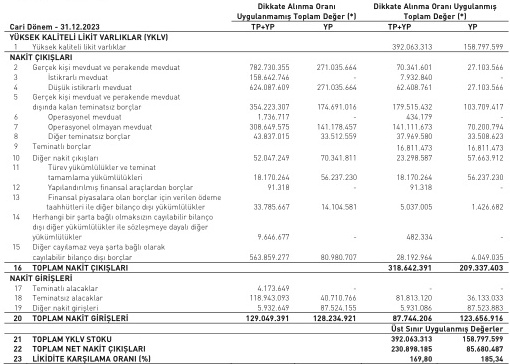 Dikkate Alınma Oranı Dikkate Alınma Oranı Uygulanmış
Uygulanmamış Toplam Değer (*) Toplam Değer (*)
Cari Dönem - 31.12.2023 TP+YP YP TP+YP YP
YÜKSEK KALİTELİ LİKİT VARLIKLAR (YKLV)
1 Yüksek kaliteli likit varlıklar 392.063.313 158.797.599
NAKİT ÇIKIŞLARI
2 Gerçek kişi mevduat ve perakende mevduat 782.730.355 271.035.664 70.341.601 27.103.566
3 İstikrarlı mevduat 158.642.746 - 7.932.840 -
4 Düşük istikrarlı mevduat 624.087.609 271.035.664 62.408.761 27.103.566
5 Gerçek kişi mevduat ve perakende mevduat
dışında kalan teminatsız borçlar 354.223.307 174.691.016 179.515.432 103.709.417
6 Operasyonel mevduat 1.736.717 - 434.179 -
7 Operasyonel olmayan mevduat 308.649.575 141.178.457 141.111.673 70.200.794
8 Diğer teminatsız borçlar 43.837.015 33.512.559 37.969.580 33.508.623
9 Teminatlı borçlar 16.811.473 16.811.473
10 Diğer nakit çıkışları 52.047.249 70.341.811 23.298.587 57.663.912
11 Türev yükümlülükler ve teminat
tamamlama yükümlülükleri 18.170.264 56.237.230 18.170.264 56.237.230
12 Yapılandırılmış finansal araçlardan borçlar 91.318 - 91.318 -
13 Finansal piyasalara olan borçlar için verilen ödeme
taahhütleri ile diğer bilanço dışı yükümlülükler 33.785.667 14.104.581 5.037.005 1.426.682
14 Herhangi bir şarta bağlı olmaksızın cayılabilir bilanço
dışı diğer yükümlülükler ile sözleşmeye dayalı diğer
yükümlülükler 9.646.677 - 482.334 -
15 Diğer cayılamaz veya şarta bağlı olarak
cayılabilir bilanço dışı borçlar 563.859.277 80.980.707 28.192.964 4.049.035
16 TOPLAM NAKİT ÇIKIŞLARI 318.642.391 209.337.403
NAKİT GİRİŞLERİ
17 Teminatlı alacaklar 4.173.649 - - -
18 Teminatsız alacaklar 118.943.093 40.710.766 81.813.120 36.133.033
19 Diğer nakit girişleri 5.932.649 87.524.155 5.931.086 87.523.883
20 TOPLAM NAKİT GİRİŞLERİ 129.049.391 128.234.921 87.744.206 123.656.916
Üst Sınır Uygulanmış Değerler
21 TOPLAM YKLV STOKU 392.063.313 158.797.599
22 TOPLAM NET NAKİT ÇIKIŞLARI 230.898.185 85.680.487
23 LİKİDİTE KARŞILAMA ORANI (%) 169,80 185,34